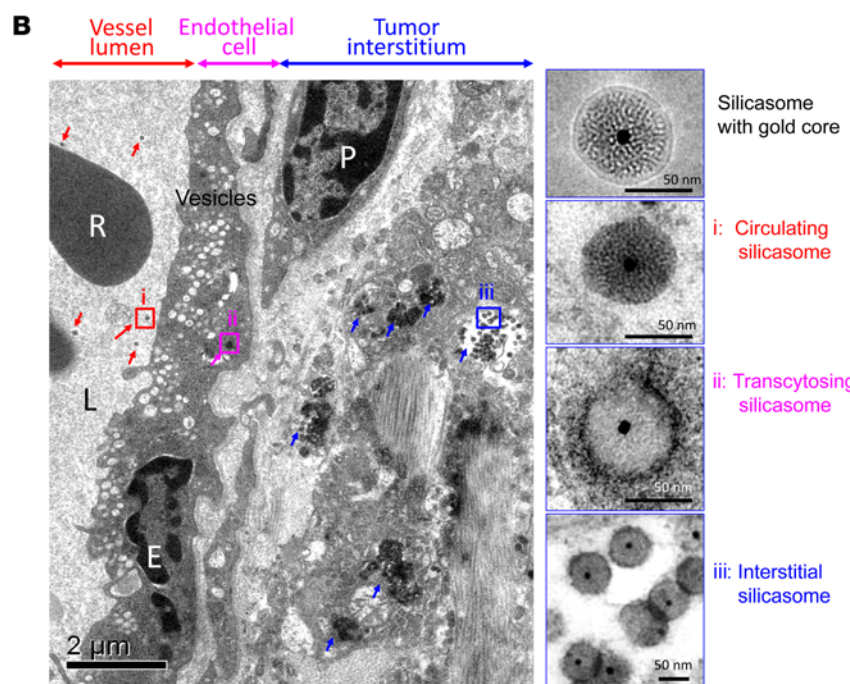 B
Vessel
lumen
Endothelial
cell
Tumor
interstitium
P
Vesicles
R
i
ii
iii
L
E
2 μm
50 nm
Silicasome
with gold core
50 nm
i: Circulating
silicasome
50 nm
ii: Transcytosing
silicasome
50 nm
iii: Interstitial
silicasome